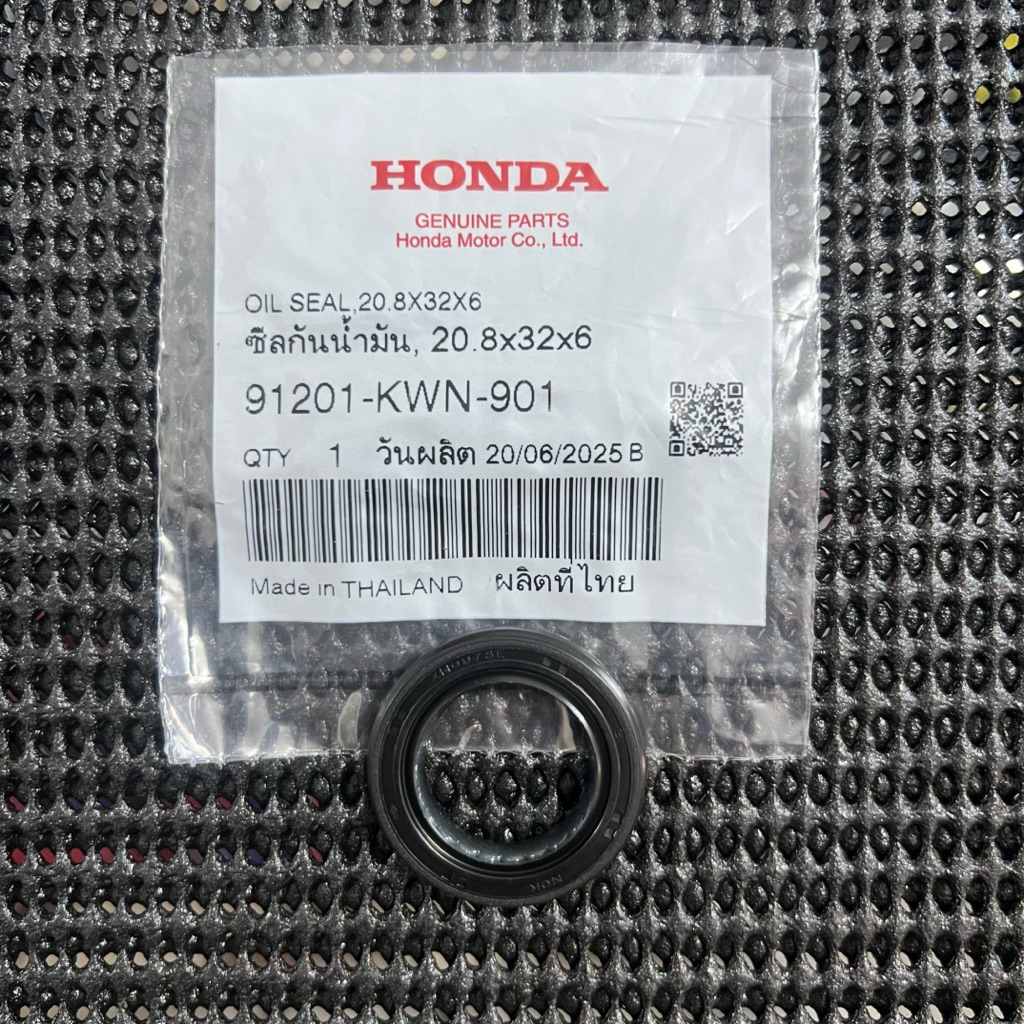 HONDA
GENUINE PARTS
Honda Motor Co., Ltd.
OIL SEAL,20.8X32X6
ซีลกันน้ำมัน, 20.8x32x6
91201-KWN-901
QTY 1 วันผลิต 20/06/2025 B
Made in THAILAND ผลิตที่ไทย
NOK